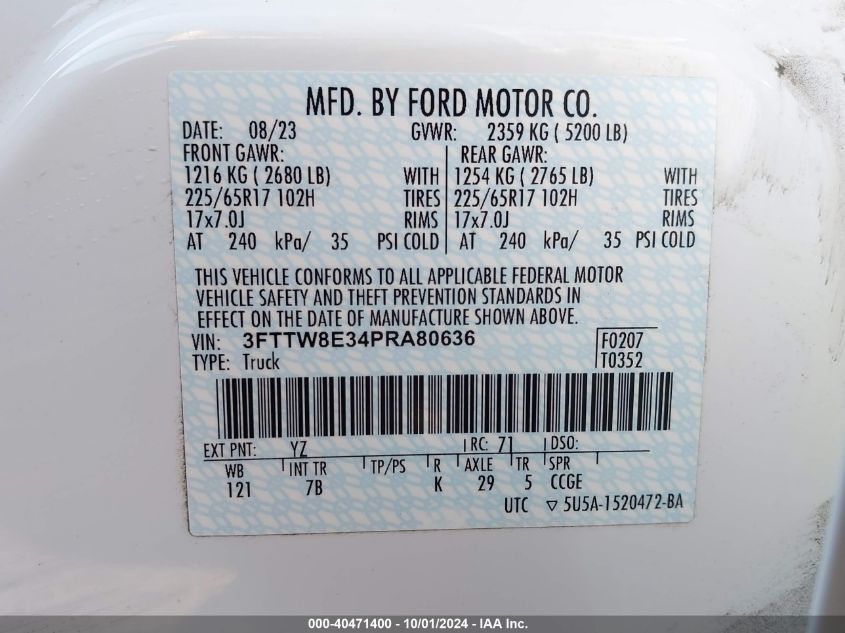 MFD. BY FORD MOTOR CO.
DATE: 08/23 GVWR: 2359 KG ( 5200 LB)
FRONT GAWR: REAR GAWR:
1216 KG ( 2680 LB) WITH 1254 KG ( 2765 LB) WITH
225/65R17 102H TIRES 225/65R17 102H TIRES
17x7.0J RIMS 17x7.0J RIMS
AT 240 kPa/ 35 PSI COLD AT 240 kPa/ 35 PSI COLD
THIS VEHICLE CONFORMS TO ALL APPLICABLE FEDERAL MOTOR
VEHICLE SAFETY AND THEFT PREVENTION STANDARDS IN
EFFECT ON THE DATE OF MANUFACTURE SHOWN ABOVE.
VIN: 3FTTW8E34PRA80636 F0207
TYPE: Truck T0352
EXT PNT: YZ RC: 71 DSO:
WB INT TR TP/PS R AXLE TR SPR
121 7B K 29 5 CCGE
UTC ▽ 5U5A-1520472-BA
000-40471400 - 10/01/2024 - IAA Inc.